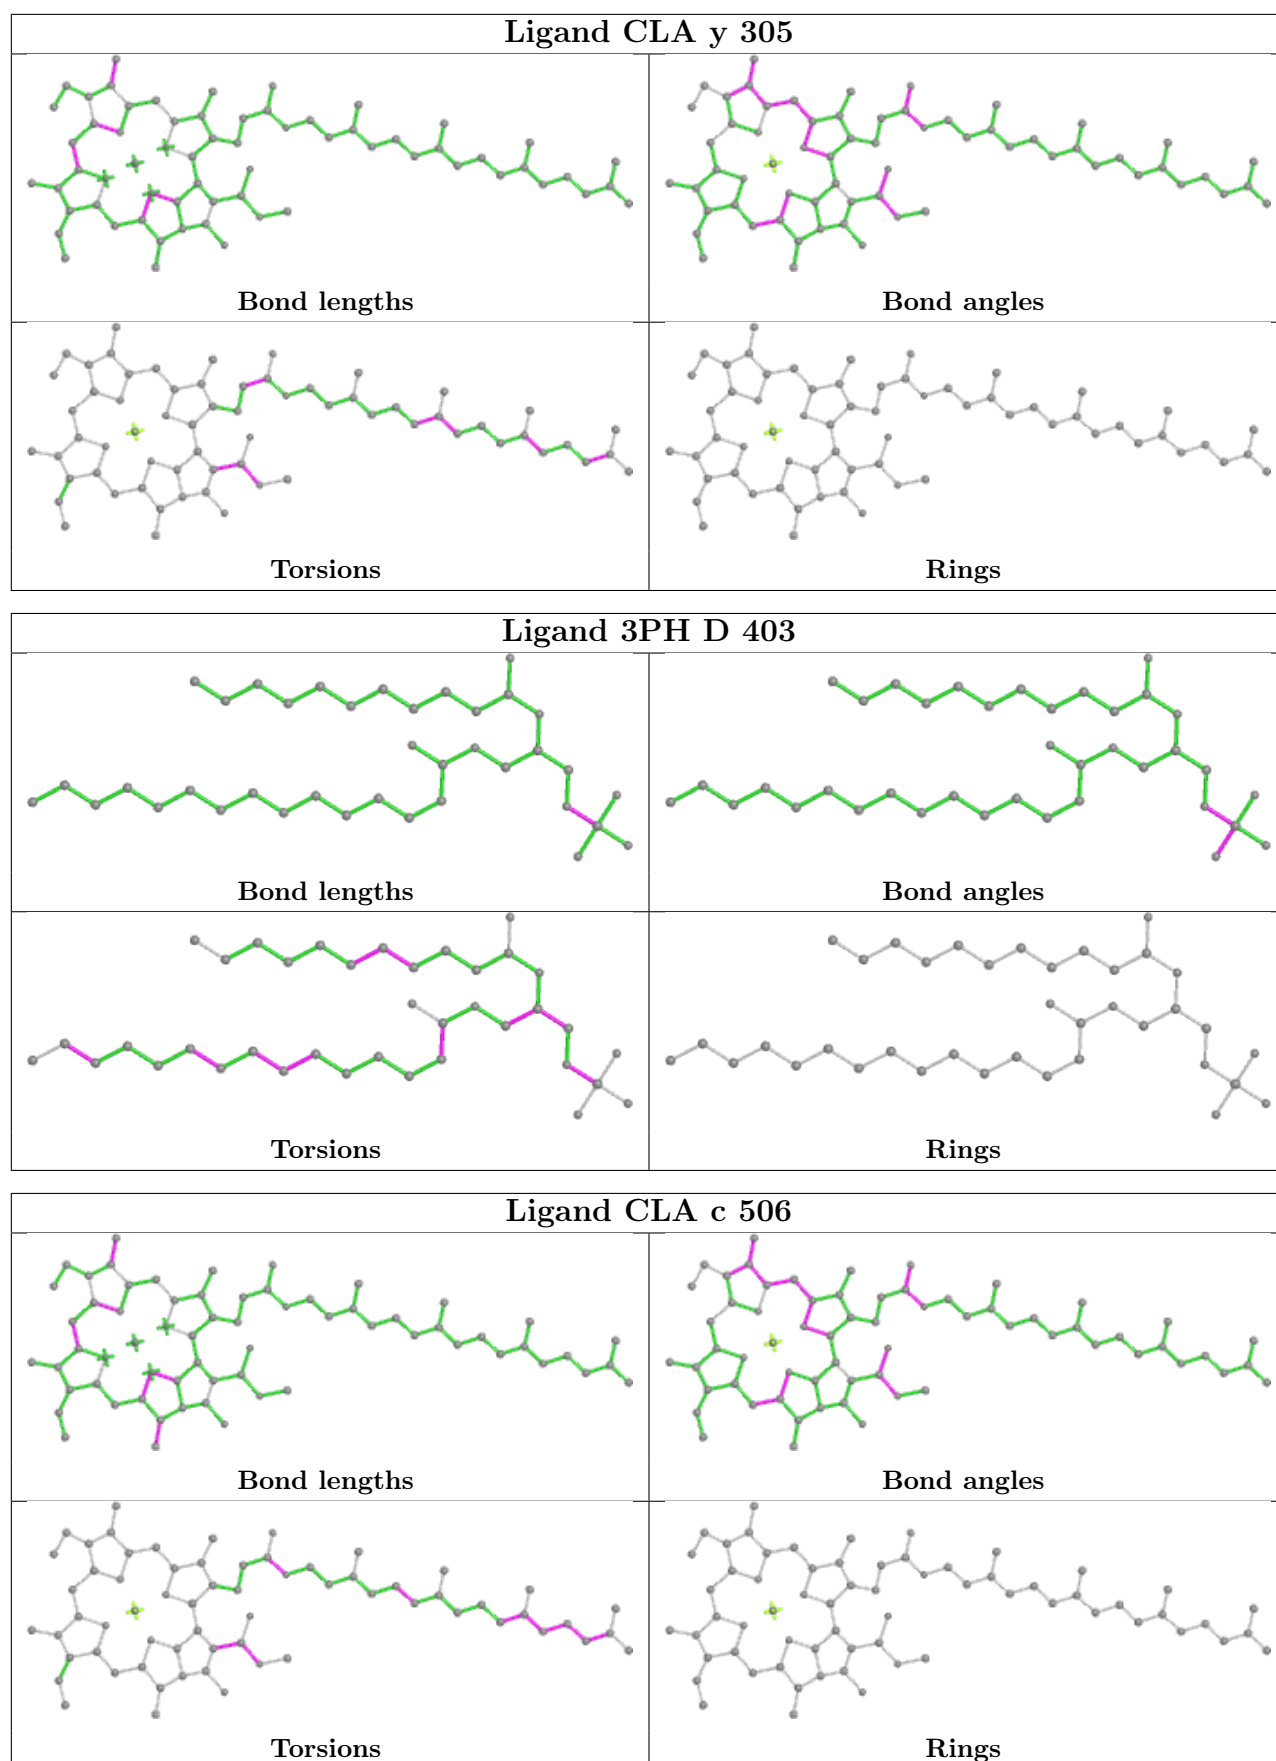 Ligand CLA y 305
Bond lengths
Bond angles
Torsions
Rings
Ligand 3PH D 403
Bond lengths
Bond angles
Torsions
Rings
Ligand CLA c 506
Bond lengths
Bond angles
Torsions
Rings